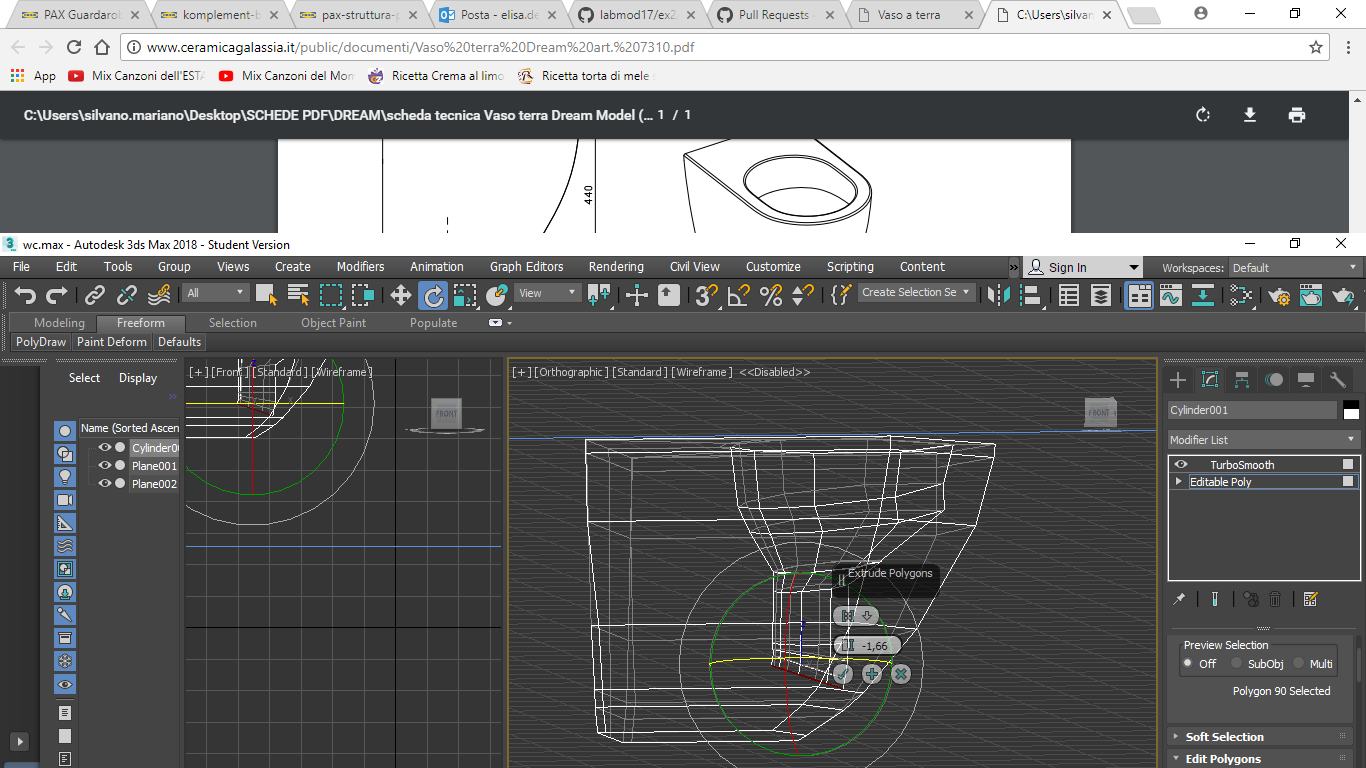 PAX Guardarob
komplement-b
pax-struttura-p
Posta - elisa.de
labmod17/ex2
Pull Requests -
Vaso a terra
C:\Users\silvan
www.ceramicagalassia.it/public/documenti/Vaso%20terra%20Dream%20art.%207310.pdf
App
Mix Canzoni dell'ESTA
Mix Canzoni del Mon
Ricetta Crema al limo
Ricetta torta di mele
C:\Users\silvano.mariano\Desktop\SCHEDE PDF\DREAM\scheda tecnica Vaso terra Dream Model (... 1 / 1
440
3
wc.max - Autodesk 3ds Max 2018 - Student Version
File Edit Tools Group Views Create Modifiers Animation Graph Editors Rendering Civil View Customize Scripting Content
Sign In
Workspaces: Default
All
View
Create Selection Se
Modeling Freeform Selection Object Paint Populate
PolyDraw Paint Deform Defaults
Select Display
Name (Sorted Ascen
Cylinder00
Plane001
Plane002
[+] [Front] [Standard] [Wireframe]
FRONT
[+] [Orthographic] [Standard] [Wireframe] <<Disabled>>
FRONT
Extrude Polygons
-1,66
Cylinder001
Modifier List
TurboSmooth
Editable Poly
Preview Selection
Off SubObj Multi
Polygon 90 Selected
Soft Selection
Edit Polygons